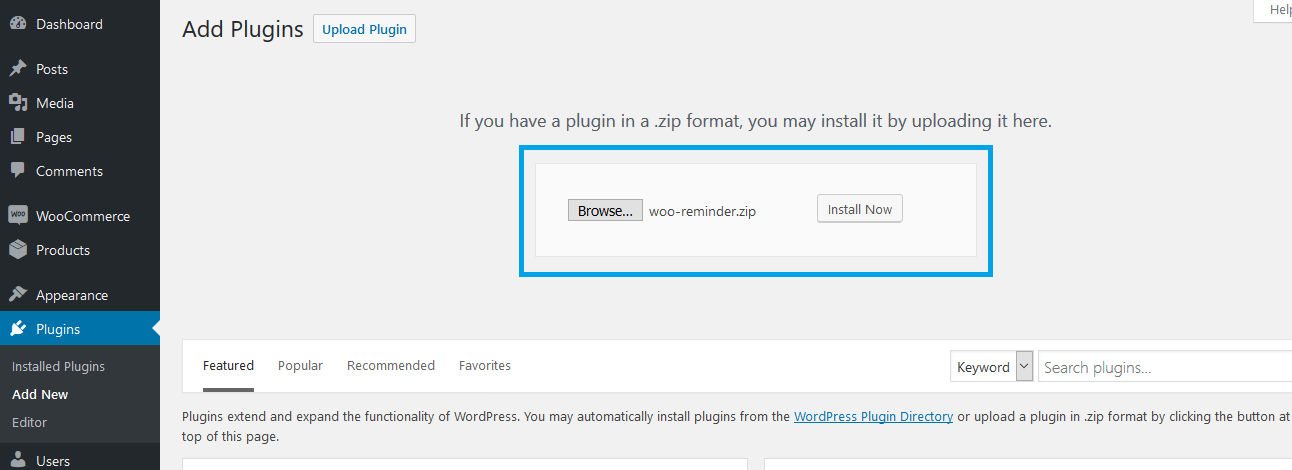 Dashboard
Posts
Media
Pages
Comments
Woo WooCommerce
Products
Appearance
Plugins
Installed Plugins
Add New
Editor
Users
Add Plugins Upload Plugin
Help
If you have a plugin in a .zip format, you may install it by uploading it here.
Browse... woo-reminder.zip Install Now
Featured Popular Recommended Favorites Keyword Search plugins...
Plugins extend and expand the functionality of WordPress. You may automatically install plugins from the WordPress Plugin Directory or upload a plugin in .zip format by clicking the button at
top of this page.